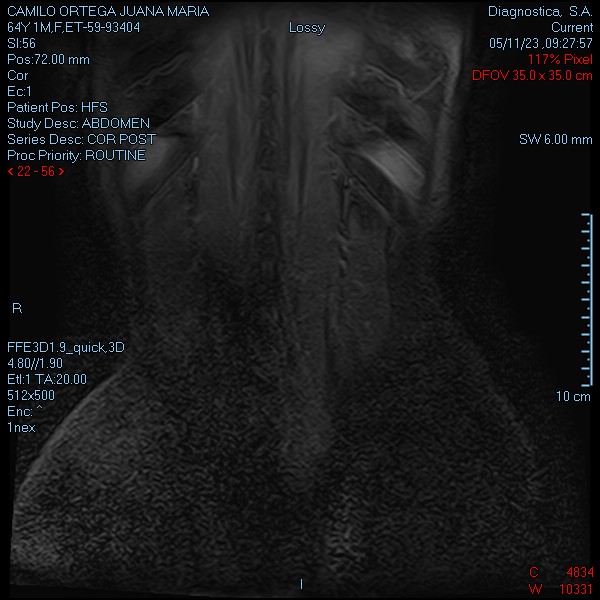 CAMILO ORTEGA JUANA MARIA
64Y 1M,F,ET-59-93404
Sl:56
Pos:72.00 mm
Cor
Ec:1
Patient Pos: HFS
Study Desc: ABDOMEN
Series Desc: COR POST
Proc Priority: ROUTINE
< 22 - 56 >
Lossy
Diagnostica, S.A.
Current
05/11/23 ,09:27:57
117% Pixel
DFOV 35.0 x 35.0 cm
SW 6.00 mm
R
10 cm
FFE3D1.9_quick,3D
4.80//1.90
Etl:1 TA:20.00
512x500
Enc: ^
1nex
I
C 4834
W 10331